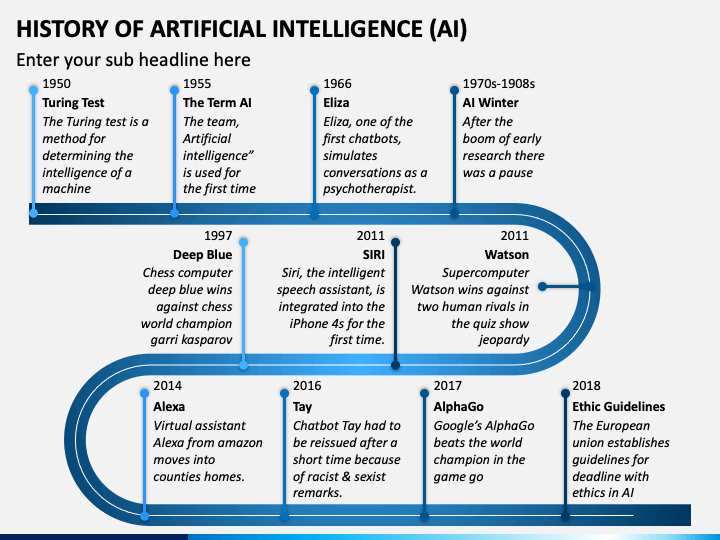 HISTORY OF ARTIFICIAL INTELLIGENCE (AI)
Enter your sub headline here
1950
Turing Test
The Turing test is a
method for
determining the
intelligence of a
machine
1955
The Term AI
The team,
Artificial
intelligence”
is used for
the first time
1966
Eliza
Eliza, one of the
first chatbots,
simulates
conversations as a
psychotherapist.
1970s-1908s
AI Winter
After the
boom of early
research there
was a pause
1997
Deep Blue
Chess computer
deep blue wins
against chess
world champion
garri kasparov
2011
SIRI
Siri, the intelligent
speech assistant, is
integrated into the
iPhone 4s for the
first time.
2011
Watson
Supercomputer
Watson wins against
two human rivals in
the quiz show
jeopardy
2014
Alexa
Virtual assistant
Alexa from amazon
moves into
counties homes.
2016
Tay
Chatbot Tay had to
be reissued after a
short time because
of racist & sexist
remarks.
2017
AlphaGo
Google’s AlphaGo
beats the world
champion in the
game go
2018
Ethic Guidelines
The European
union establishes
guidelines for
deadline with
ethics in AI